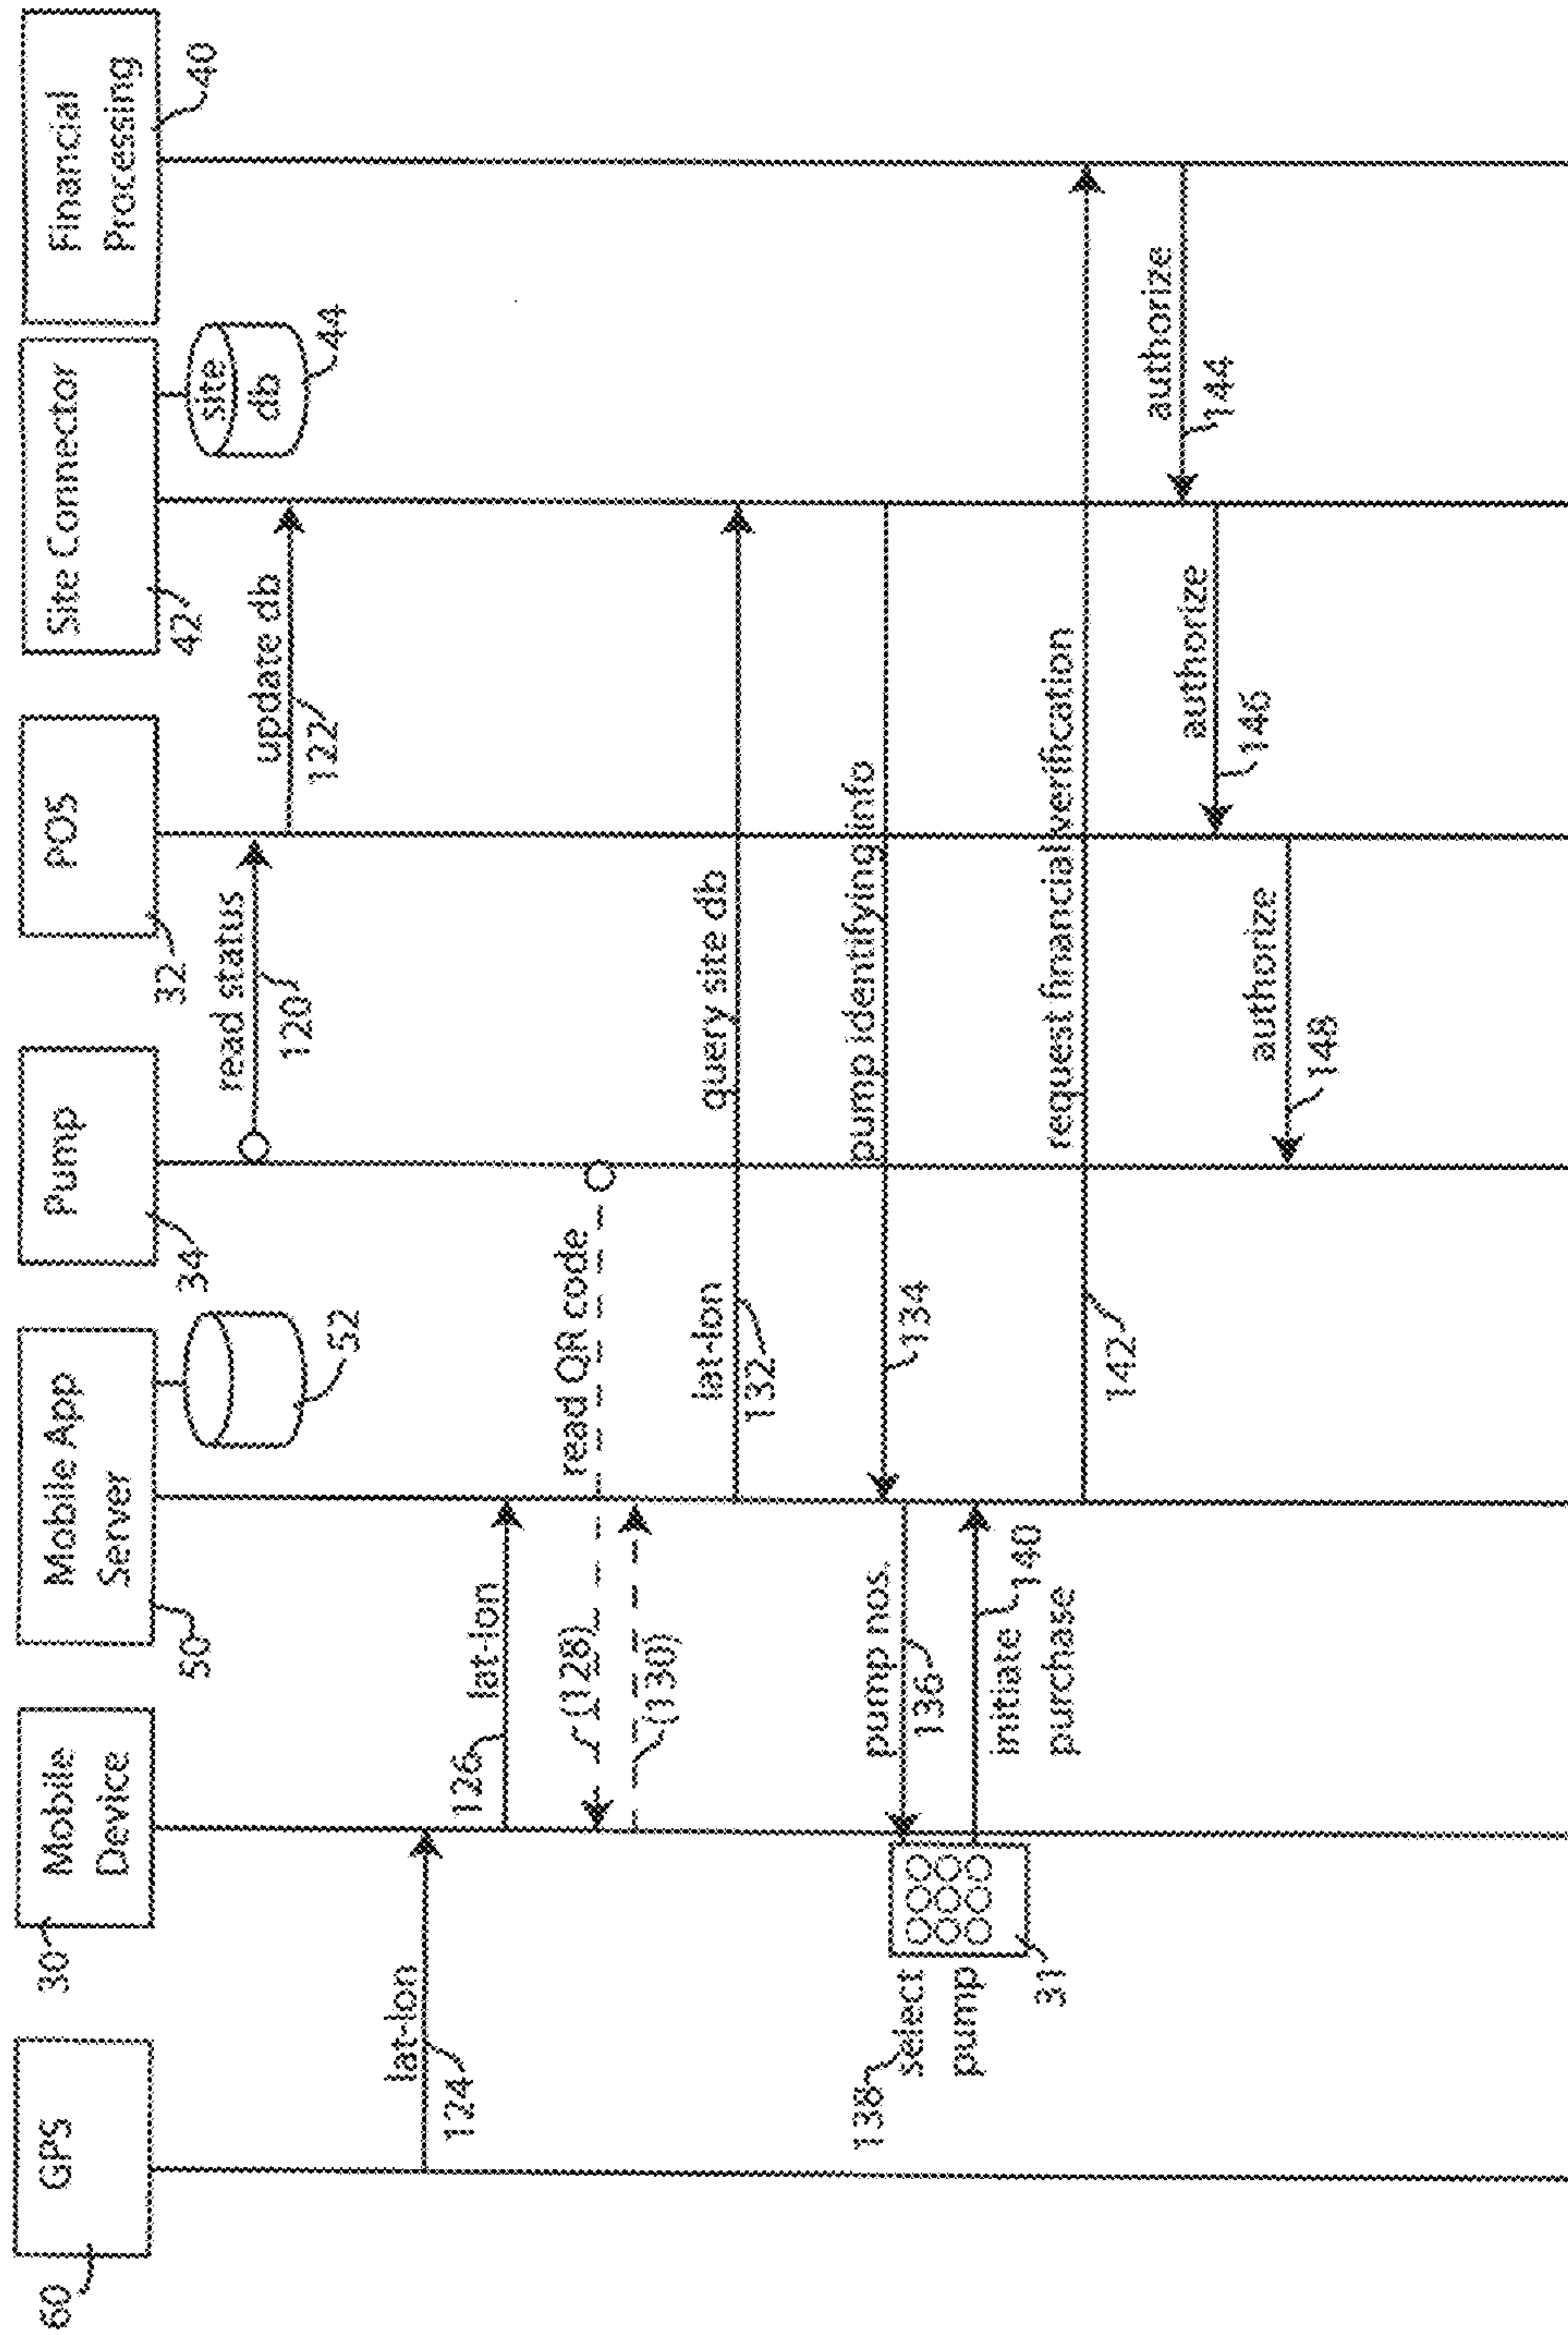 GPS
60
Mobile
Device
30
Mobile App
Server
50
52
Pump
34
POS
32
Site Connector
42
site
db
44
Financial
Processing
40
read status
120
update db
122
lat-lon
124
126
lat-lon
read QR code
(128)
(130)
lat-lon
query site db
132
pump identifying info
134
pump nos.
136
138
select
pump
31
initiate
140
purchase
request financial verification
142
authorize
144
authorize
146
authorize
148